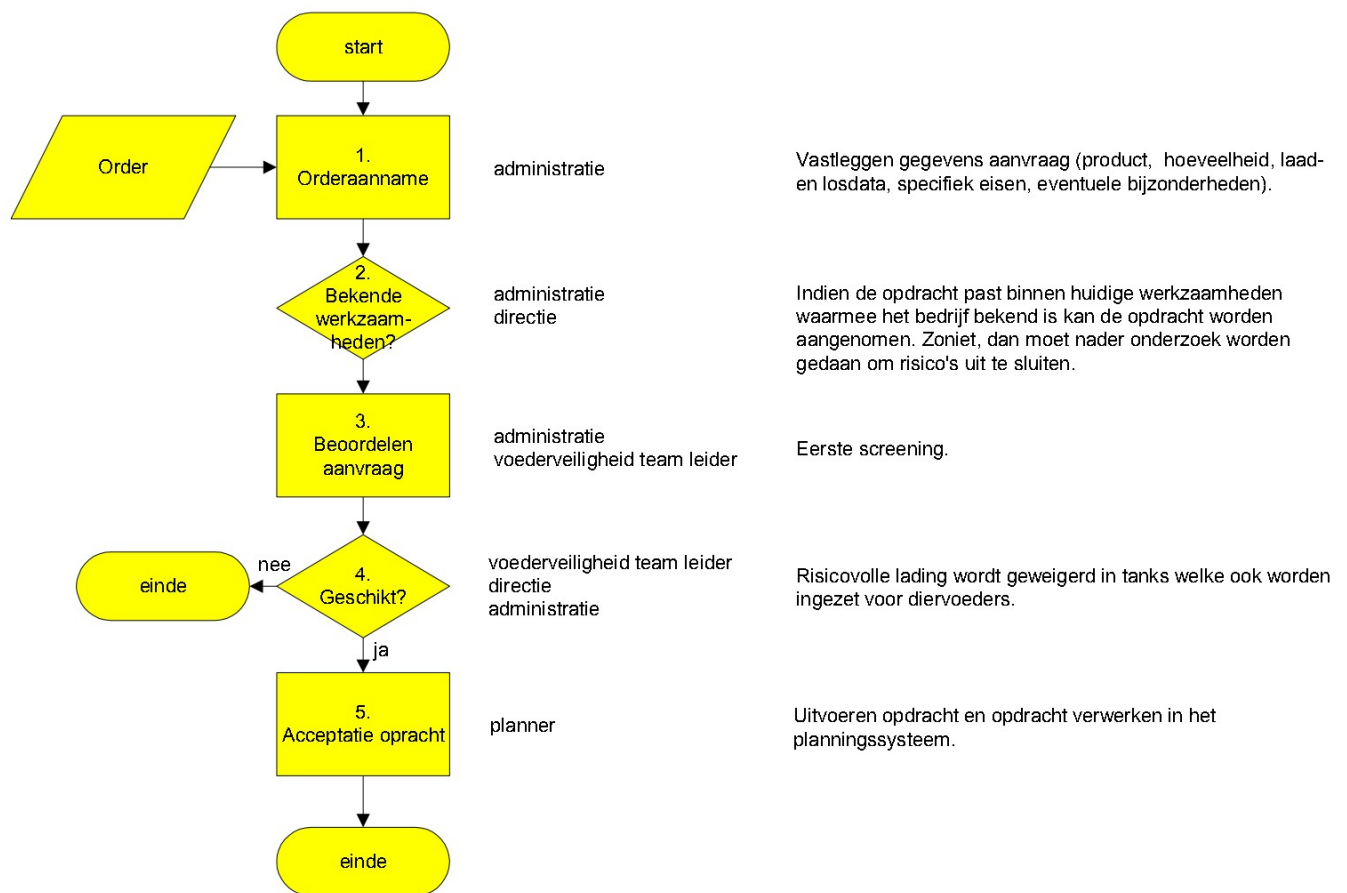 start
Order
1.
Orderaanname
administratie
Vastleggen gegevens aanvraag (product, hoeveelheid, laad-
en losdata, specifiek eisen, eventuele bijzonderheden).
2.
Bekende
werkzaam-
heden?
administratie
directie
Indien de opdracht past binnen huidige werkzaamheden
waarmee het bedrijf bekend is kan de opdracht worden
aangenomen. Zoniet, dan moet nader onderzoek worden
gedaan om risico's uit te sluiten.
3.
Beoordelen
aanvraag
administratie
voederveiligheid team leider
Eerste screening.
einde
nee
4.
Geschikt?
voederveiligheid team leider
directie
administratie
Risicovolle lading wordt geweigerd in tanks welke ook worden
ingezet voor diervoeders.
ja
5.
Acceptatie opracht
planner
Uitvoeren opdracht en opdracht verwerken in het
planningssysteem.
einde